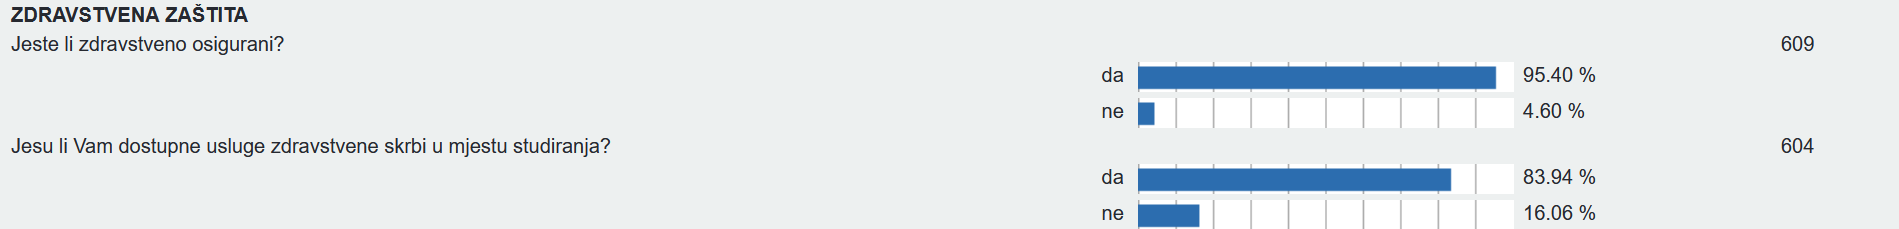 ZDRAVSTVENA ZAŠTITA
Jeste li zdravstveno osigurani? 609
da 95.40 %
ne 4.60 %
Jesu li Vam dostupne usluge zdravstvene skrbi u mjestu studiranja? 604
da 83.94 %
ne 16.06 %